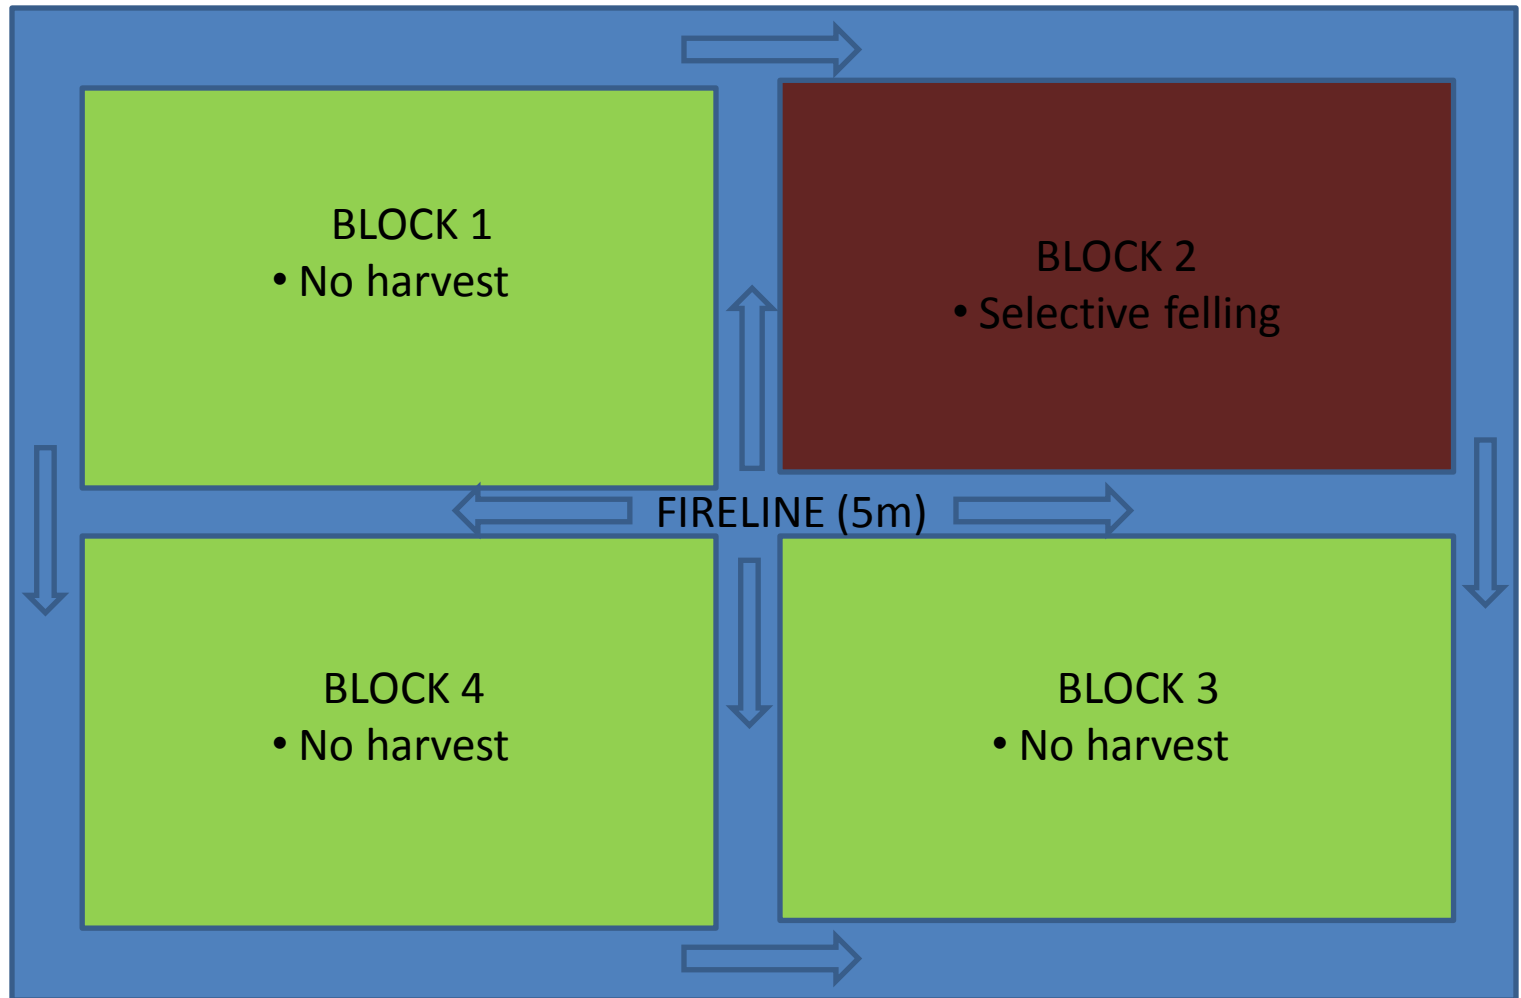 BLOCK 1
• No harvest
BLOCK 2
• Selective felling
FIRELINE (5m)
BLOCK 4
• No harvest
BLOCK 3
• No harvest